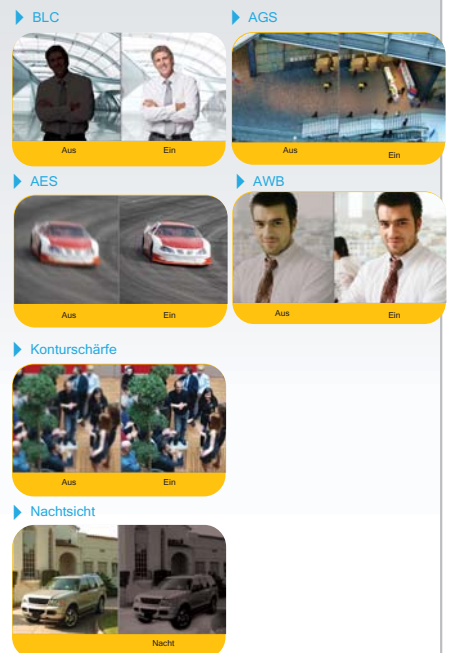 BLC
AGS
Aus
Ein
Aus
Ein
AES
AWB
Aus
Ein
Aus
Ein
Konturschärfe
Aus
Ein
Nachtsicht
Nacht